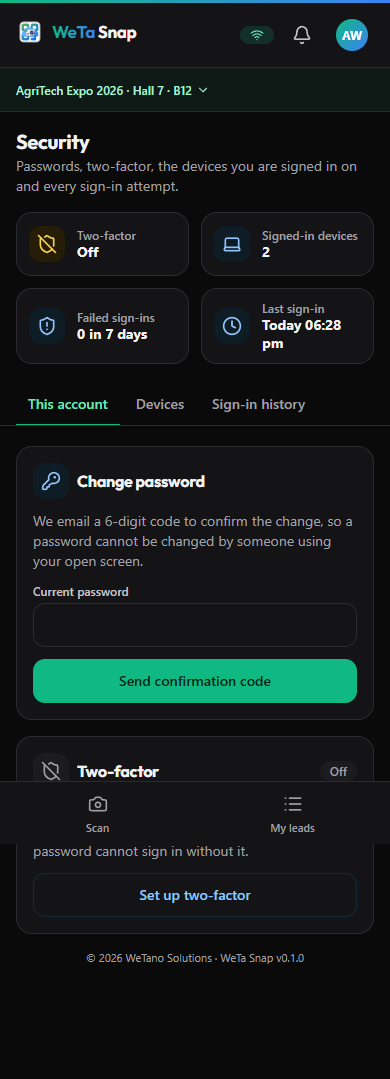 WeTa Snap
AW
AgriTech Expo 2026 · Hall 7 · B12
Security
Passwords, two-factor, the devices you are signed in on
and every sign-in attempt.
Two-factor
Off
Signed-in devices
2
Failed sign-ins
0 in 7 days
Last sign-in
Today 06:28
pm
This account
Devices
Sign-in history
Change password
We email a 6-digit code to confirm the change, so a
password cannot be changed by someone using
your open screen.
Current password
Send confirmation code
Two-factor
Off
Scan
My leads
password cannot sign in without it.
Set up two-factor
© 2026 WeTano Solutions · WeTa Snap v0.1.0